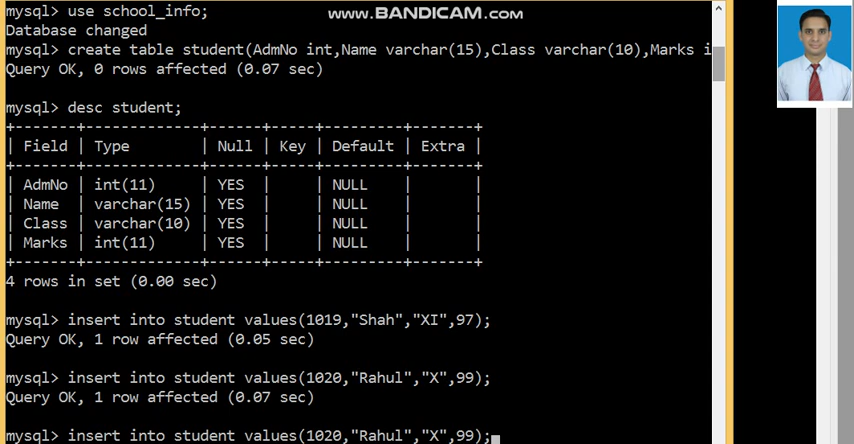 mysql> use school_info;
www.BANDICAM.com
Database changed
mysql> create table student(AdmNo int,Name varchar(15),Class varchar(10),Marks i
Query OK, 0 rows affected (0.07 sec)
mysql> desc student;
+-------+-------------+------+-----+---------+-------+
| Field | Type        | Null | Key | Default | Extra |
+-------+-------------+------+-----+---------+-------+
| AdmNo | int(11)     | YES  |     | NULL    |       |
| Name  | varchar(15) | YES  |     | NULL    |       |
| Class | varchar(10) | YES  |     | NULL    |       |
| Marks | int(11)     | YES  |     | NULL    |       |
+-------+-------------+------+-----+---------+-------+
4 rows in set (0.00 sec)
mysql> insert into student values(1019,"Shah","XI",97);
Query OK, 1 row affected (0.05 sec)
mysql> insert into student values(1020,"Rahul","X",99);
Query OK, 1 row affected (0.07 sec)
mysql> insert into student values(1020,"Rahul","X",99);